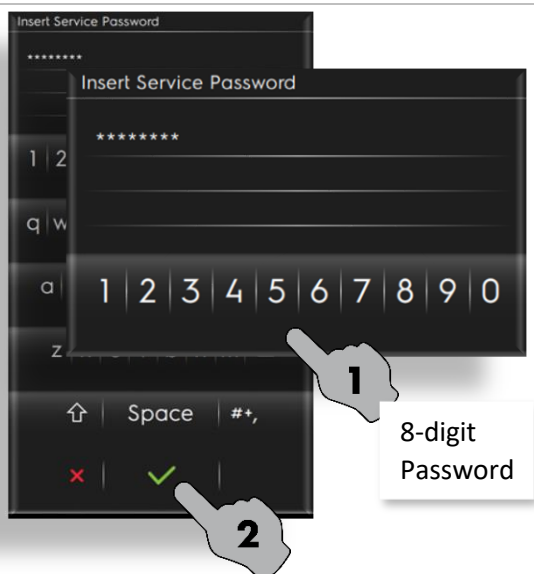 Insert Service Password
********
Insert Service Password
********
1 2
q w
a
1 2 3 4 5 6 7 8 9 0
z
1
Space #+,
8-digit
Password
2